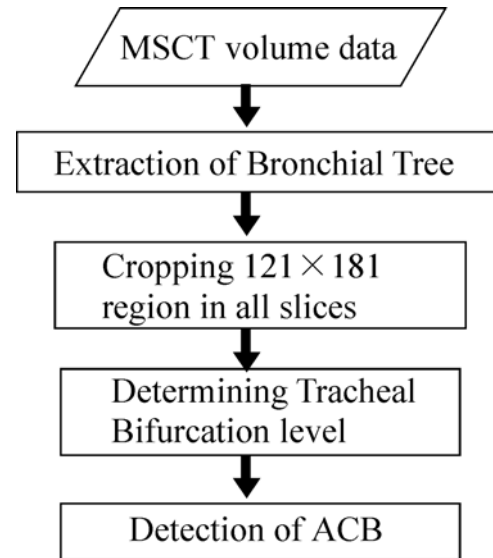 MSCT volume data
Extraction of Bronchial Tree
Cropping 121×181
region in all slices
Determining Tracheal
Bifurcation level
Detection of ACB